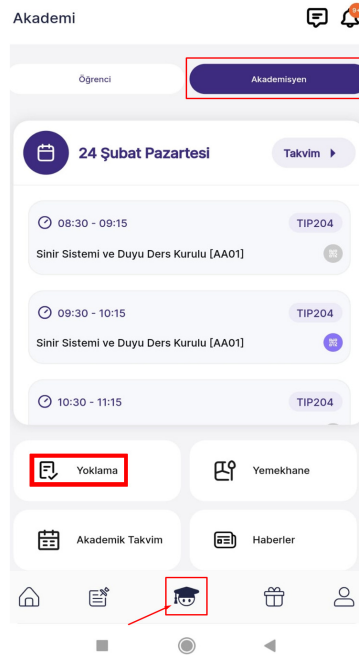 Akademi
9+
Öğrenci
Akademisyen
24 Şubat Pazartesi
Takvim
08:30 - 09:15
TIP204
Sinir Sistemi ve Duyu Ders Kurulu [AA01]
09:30 - 10:15
TIP204
Sinir Sistemi ve Duyu Ders Kurulu [AA01]
10:30 - 11:15
TIP204
Yoklama
Yemekhane
Akademik Takvim
Haberler